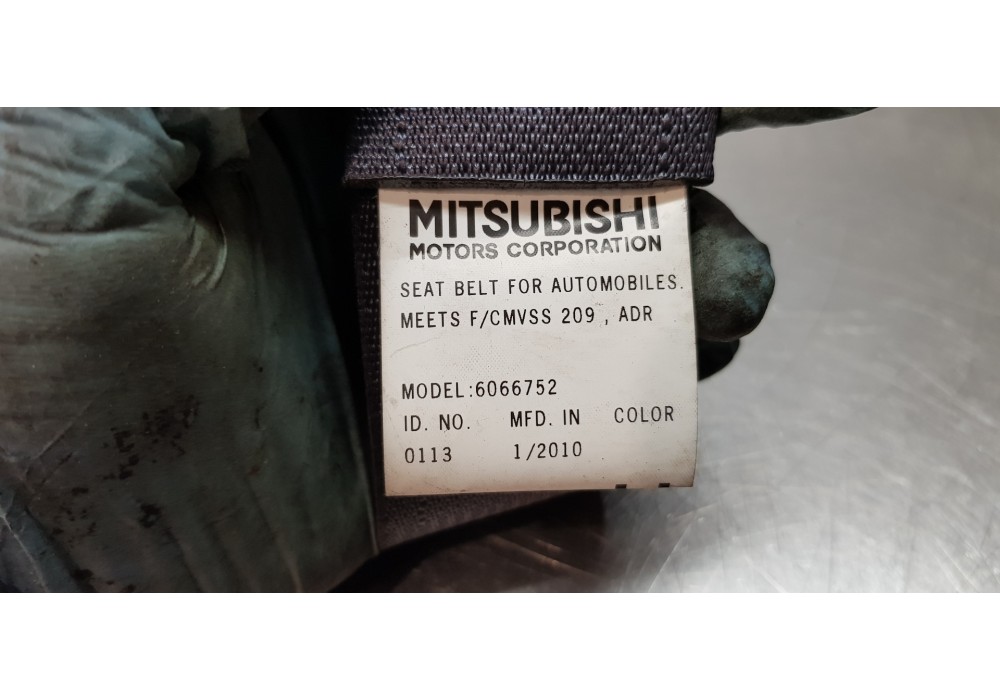 MITSUBISHI
MOTORS CORPORATION
SEAT BELT FOR AUTOMOBILES.
MEETS F/CMVSS 209 , ADR
MODEL:6066752
ID. NO. MFD. IN COLOR
0113 1/2010